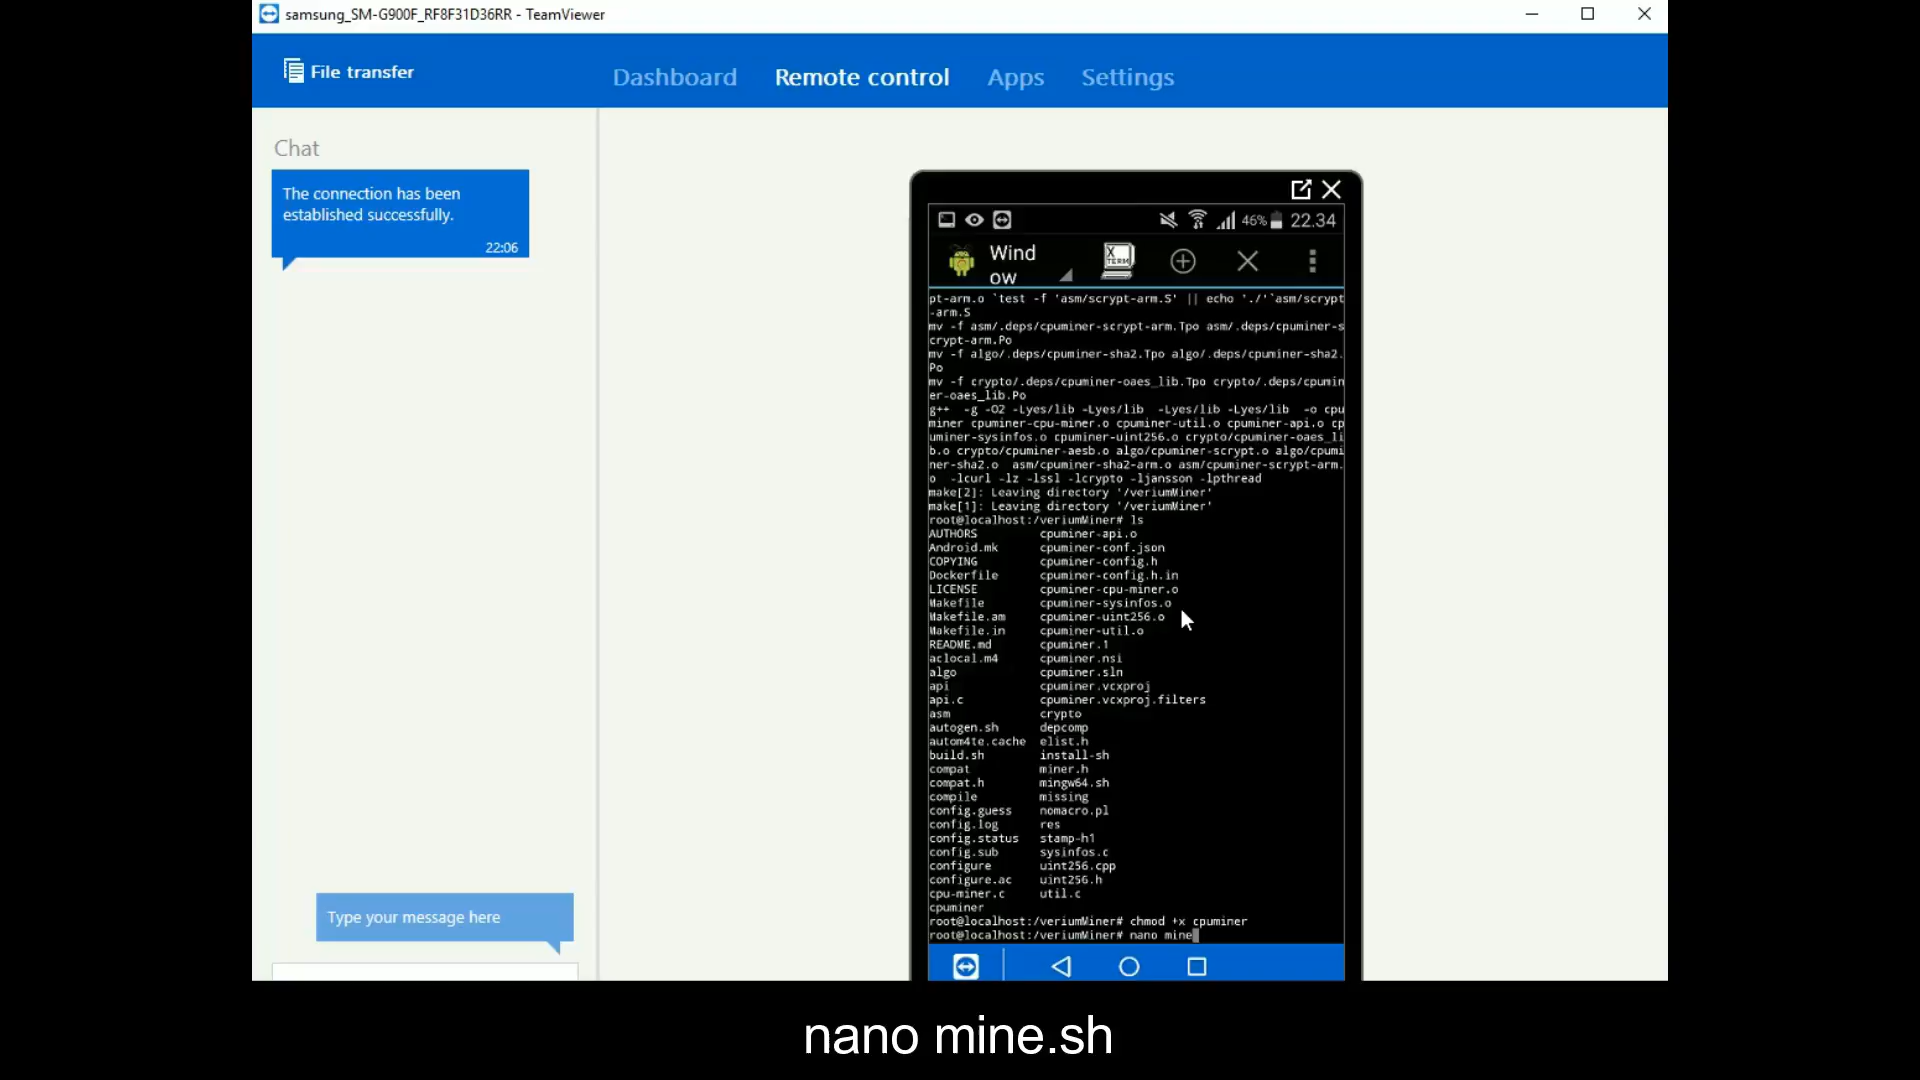 samsung_SM-G900F_RF8F31D36RR - TeamViewer
File transfer
Dashboard Remote control Apps Settings
Chat
The connection has been
established successfully.
22:06
Type your message here
46% 22.34
Wind
ow
X
TERM
pt-arm.o `test -f 'asm/scrypt-arm.S' || echo './'`asm/scrypt
-arm.S
mv -f asm/.deps/cpuminer-scrypt-arm.Tpo asm/.deps/cpuminer-s
crypt-arm.Po
mv -f algo/.deps/cpuminer-sha2.Tpo algo/.deps/cpuminer-sha2.
Po
mv -f crypto/.deps/cpuminer-oaes_lib.Tpo crypto/.deps/cpumin
er-oaes_lib.Po
g++  -g -O2 -Lyes/lib -Lyes/lib  -Lyes/lib -Lyes/lib  -o cpu
miner cpuminer-cpu-miner.o cpuminer-util.o cpuminer-api.o cp
uminer-sysinfos.o cpuminer-uint256.o crypto/cpuminer-oaes_li
b.o crypto/cpuminer-aesb.o algo/cpuminer-scrypt.o algo/cpumi
ner-sha2.o  asm/cpuminer-sha2-arm.o asm/cpuminer-scrypt-arm.
o  -lcurl -lz -lssl -lcrypto -ljansson -lpthread
make[2]: Leaving directory '/veriumMiner'
make[1]: Leaving directory '/veriumMiner'
root@localhost:/veriumMiner# ls
AUTHORS cpuminer-api.o
Android.mk cpuminer-conf.json
COPYING cpuminer-config.h
Dockerfile cpuminer-config.h.in
LICENSE cpuminer-cpu-miner.o
Makefile cpuminer-sysinfos.o
Makefile.am cpuminer-uint256.o
Makefile.in cpuminer-util.o
README.md cpuminer.1
aclocal.m4 cpuminer.nsi
algo cpuminer.sln
api cpuminer.vcxproj
api.c cpuminer.vcxproj.filters
asm crypto
autogen.sh depcomp
autom4te.cache elist.h
build.sh install-sh
compat miner.h
compat.h mingw64.sh
compile missing
config.guess nomacro.pl
config.log res
config.status stamp-h1
config.sub sysinfos.c
configure uint256.cpp
configure.ac uint256.h
cpu-miner.c util.c
cpuminer
root@localhost:/veriumMiner# chmod +x cpuminer
root@localhost:/veriumMiner# nano mine
nano mine.sh